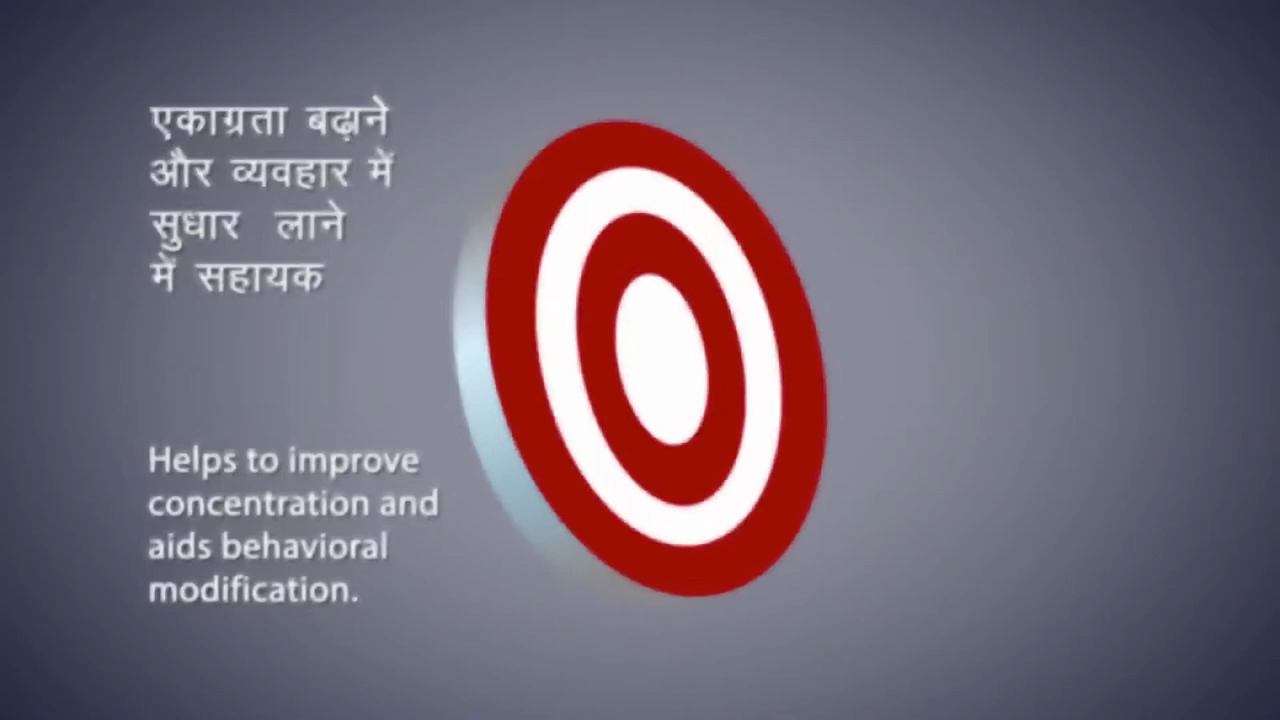 एकाग्रता बढ़ाने
और व्यवहार में
सुधार लाने
में सहायक
Helps to improve
concentration and
aids behavioral
modification.